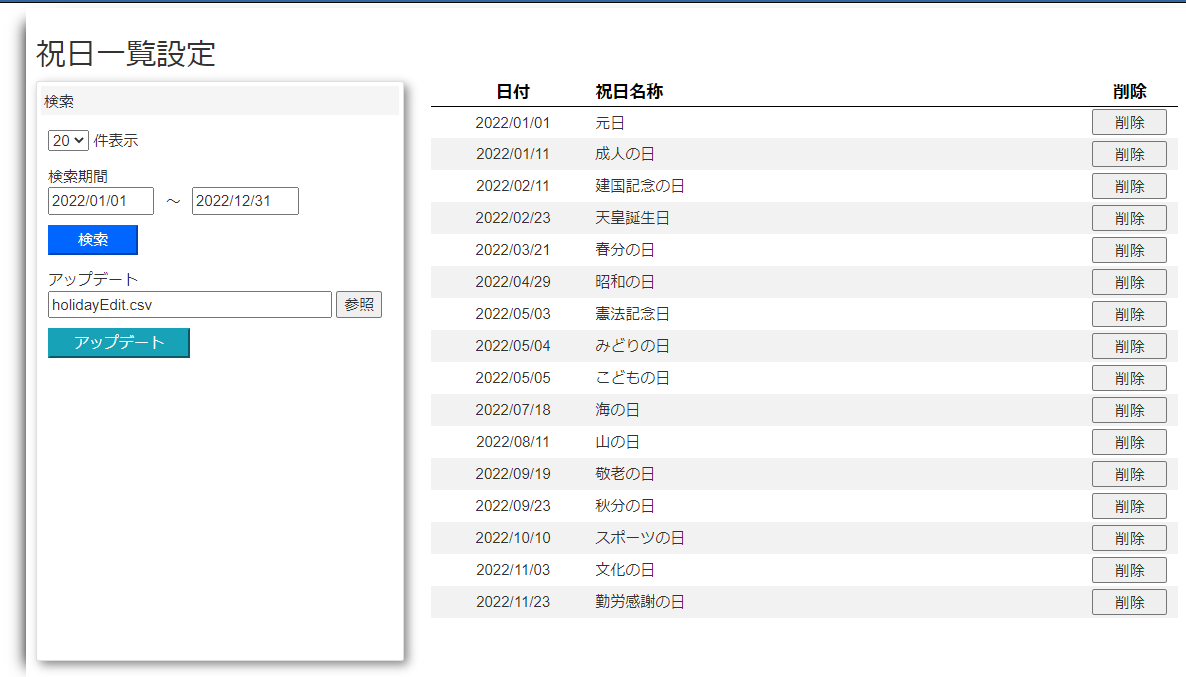 祝日一覧設定
検索
20 件表示
検索期間
2022/01/01 ～ 2022/12/31
検索
アップデート
holidayEdit.csv 参照
アップデート
日付 祝日名称 削除
2022/01/01 元日 削除
2022/01/11 成人の日 削除
2022/02/11 建国記念の日 削除
2022/02/23 天皇誕生日 削除
2022/03/21 春分の日 削除
2022/04/29 昭和の日 削除
2022/05/03 憲法記念日 削除
2022/05/04 みどりの日 削除
2022/05/05 こどもの日 削除
2022/07/18 海の日 削除
2022/08/11 山の日 削除
2022/09/19 敬老の日 削除
2022/09/23 秋分の日 削除
2022/10/10 スポーツの日 削除
2022/11/03 文化の日 削除
2022/11/23 勤労感謝の日 削除